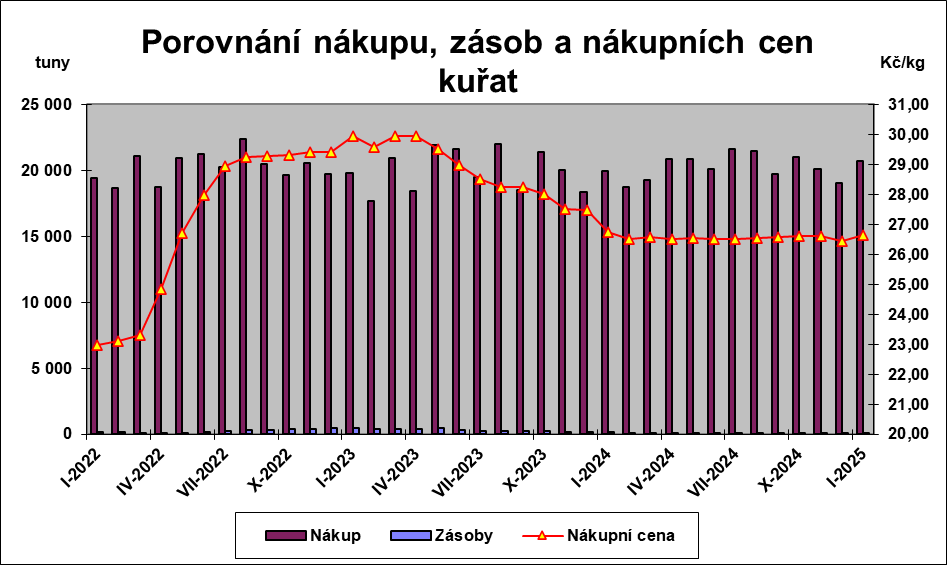 Porovnání nákupu, zásob a nákupních cen
kuřat
tuny
Kč/kg
25 000
20 000
15 000
10 000
5 000
0
31,00
30,00
29,00
28,00
27,00
26,00
25,00
24,00
23,00
22,00
21,00
20,00
I-2022
IV-2022
VII-2022
X-2022
I-2023
IV-2023
VII-2023
X-2023
I-2024
IV-2024
VII-2024
X-2024
I-2025
Nákup
Zásoby
Nákupní cena